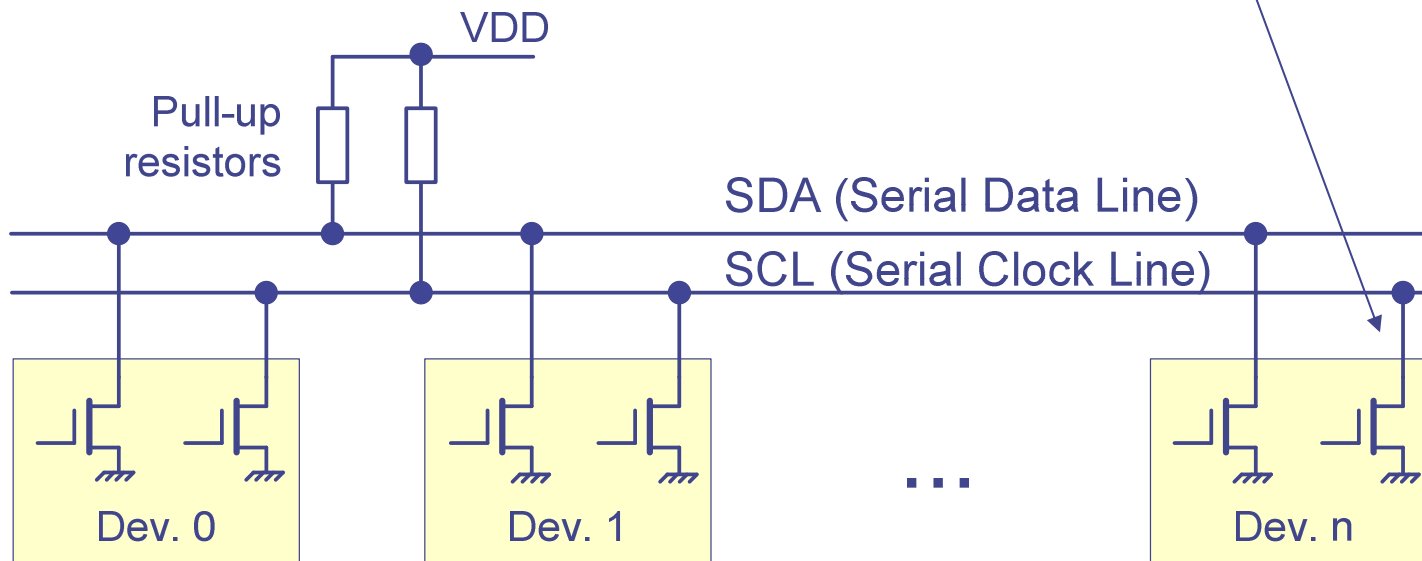 VDD
Pull-up
resistors
SDA (Serial Data Line)
SCL (Serial Clock Line)
...
Dev. 0
Dev. 1
Dev. n